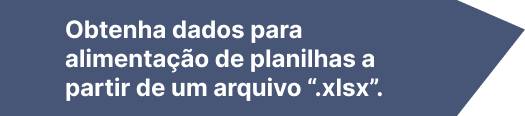 Obtenha dados para
alimentação de planilhas a
partir de um arquivo “.xlsx”.